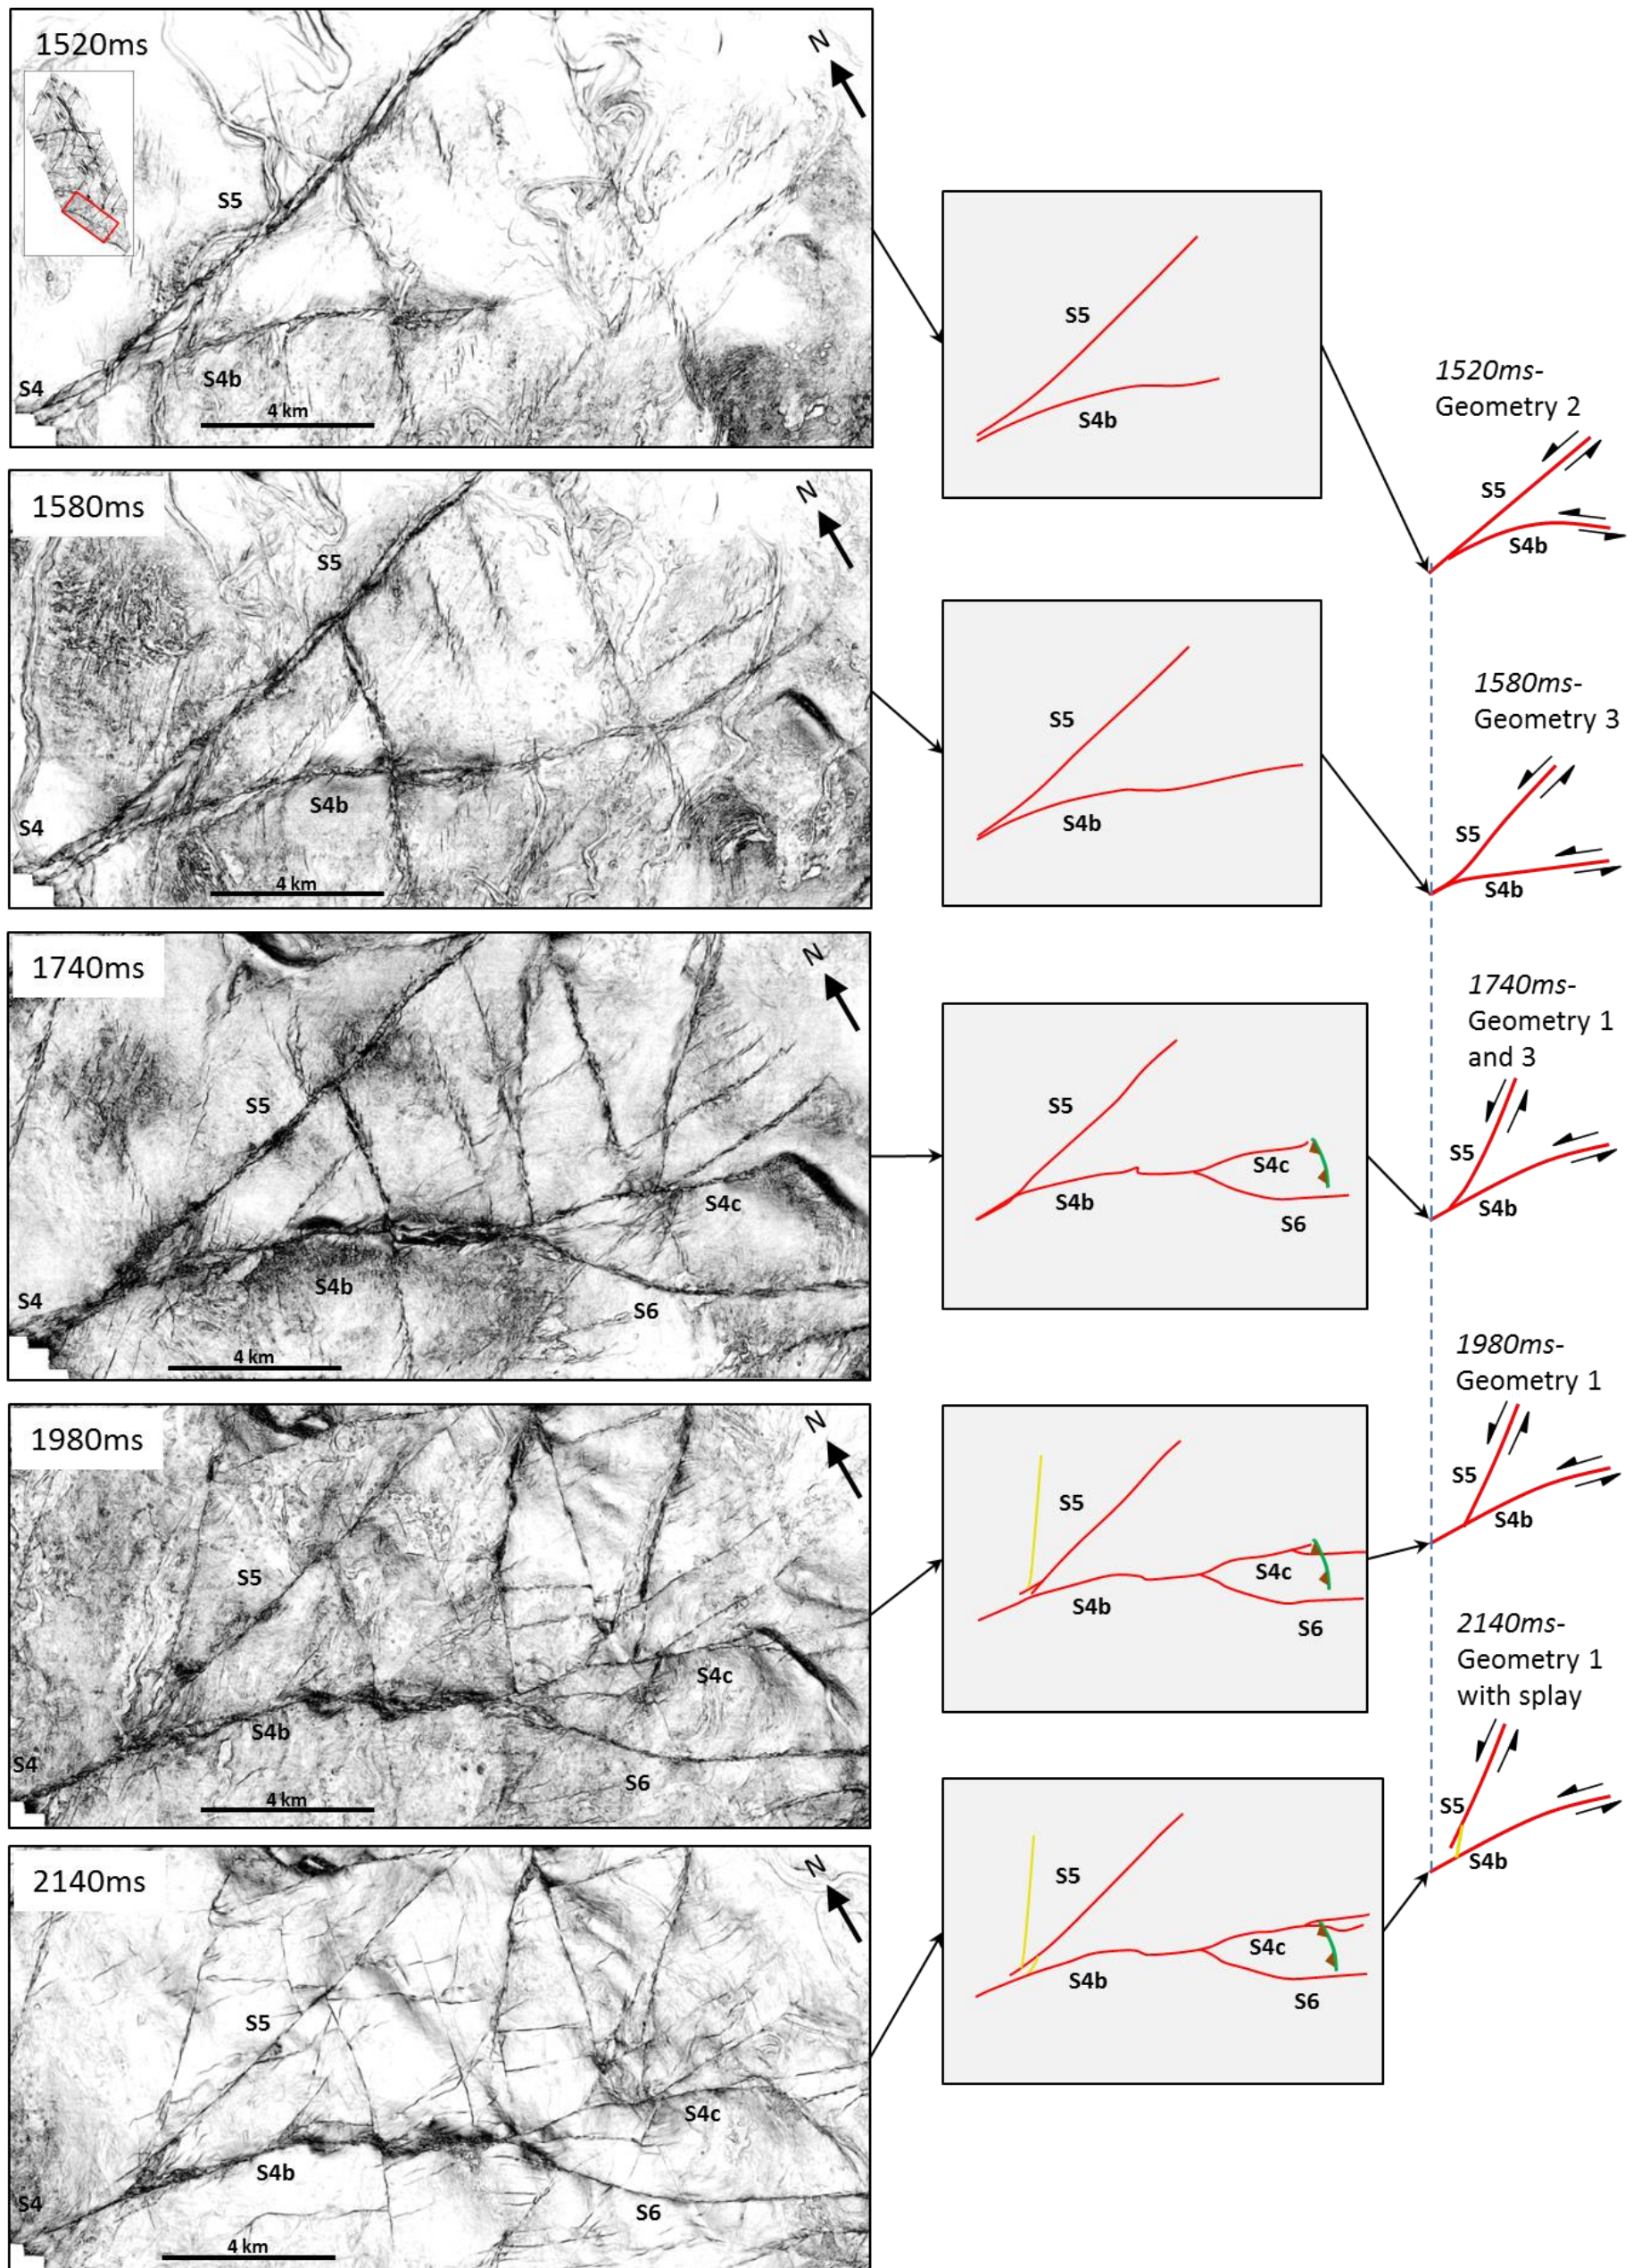 1520ms
N
S5
S4
S4b
4 km
S5
S4b
1520ms-
Geometry 2
S5
S4b
1580ms
N
S5
S4b
S4
4 km
S5
S4b
1580ms-
Geometry 3
S5
S4b
1740ms
N
S5
S4c
S4b
S4
S6
4 km
S5
S4c
S4b
S6
1740ms-
Geometry 1
and 3
S5
S4b
1980ms
N
S5
S4c
S4b
S4
S6
4 km
S5
S4c
S4b
S6
1980ms-
Geometry 1
S5
S4b
2140ms
N
S5
S4c
S4b
S4
S6
4 km
S5
S4c
S4b
S6
2140ms-
Geometry 1
with splay
S5
S4b